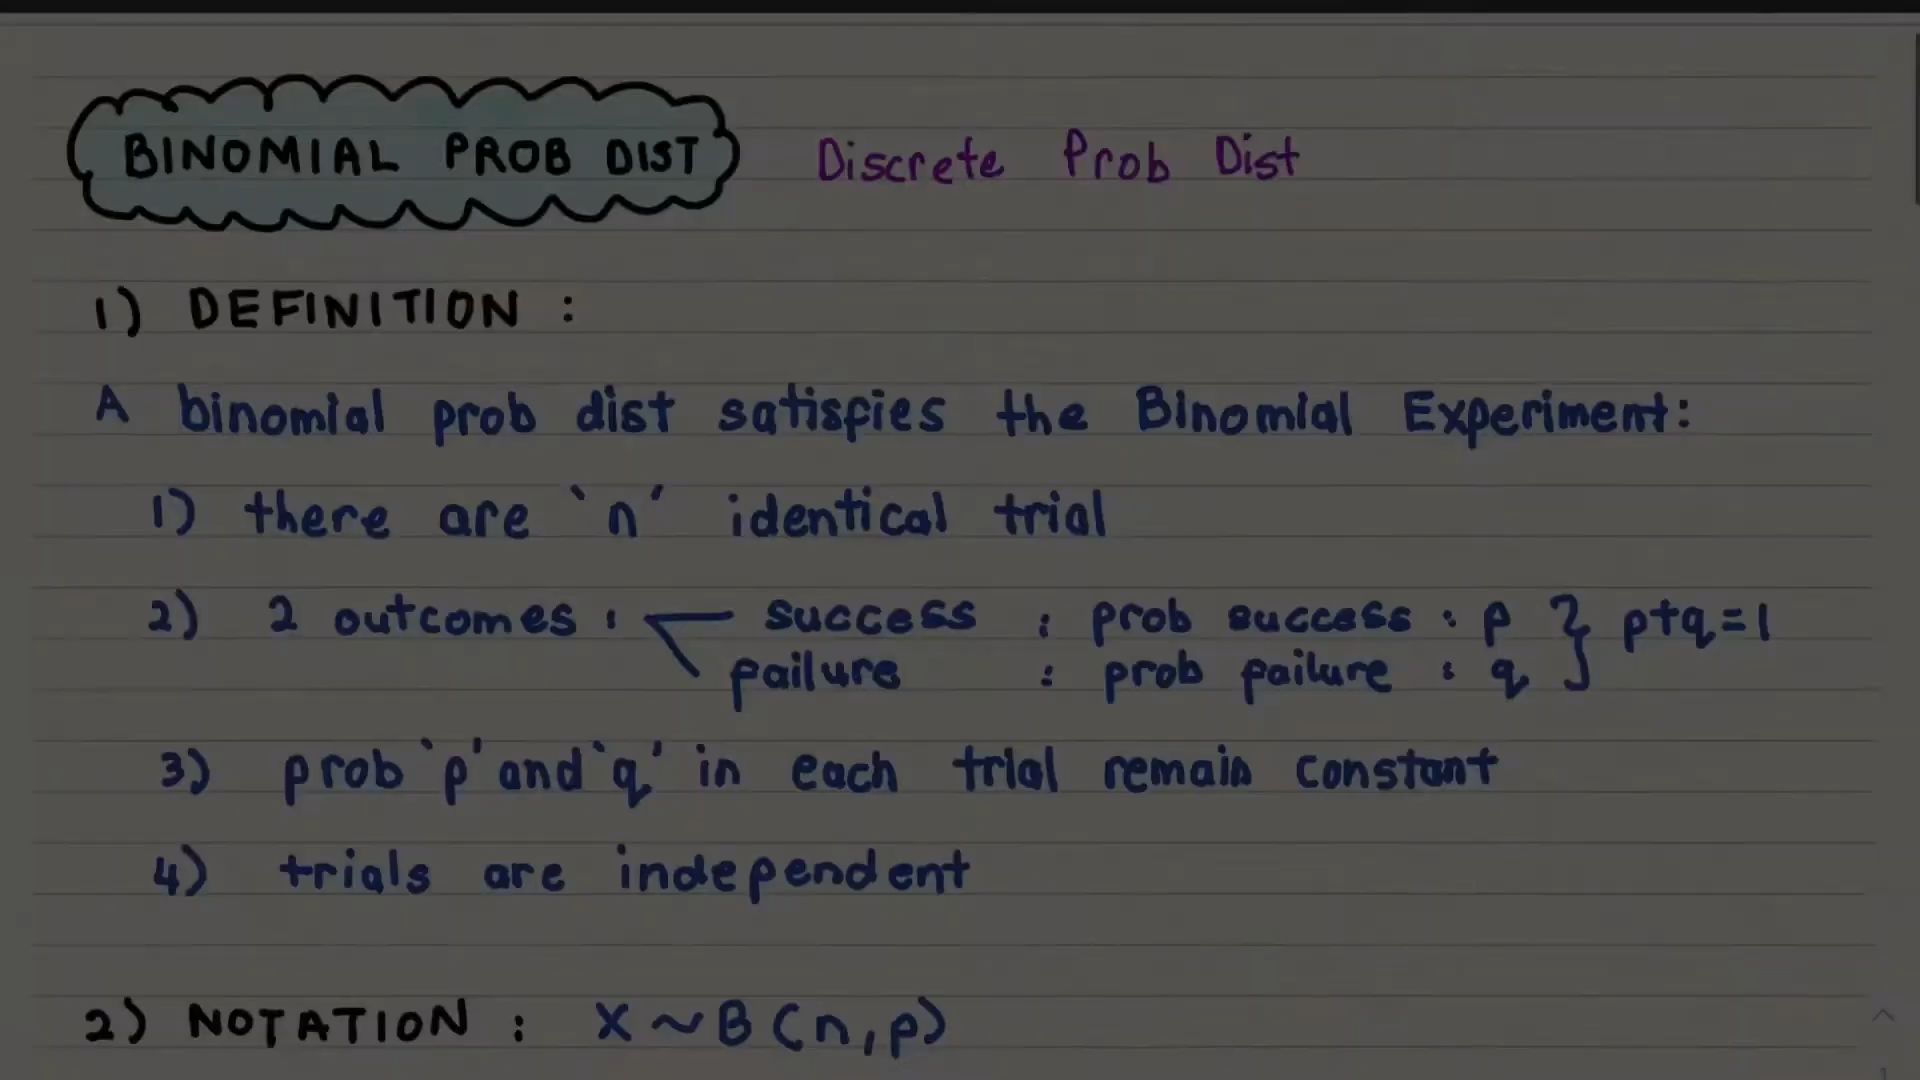 BINOMIAL PROB DIST Discrete Prob Dist
1) DEFINITION :
A binomial prob dist satisfies the Binomial Experiment:
1) there are `n' identical trial
2) 2 outcomes : success : prob success : p } p+q=1
failure : prob failure : q
3) prob `p' and `q' in each trial remain constant
4) trials are independent
2) NOTATION : X ~ B (n,p)
1